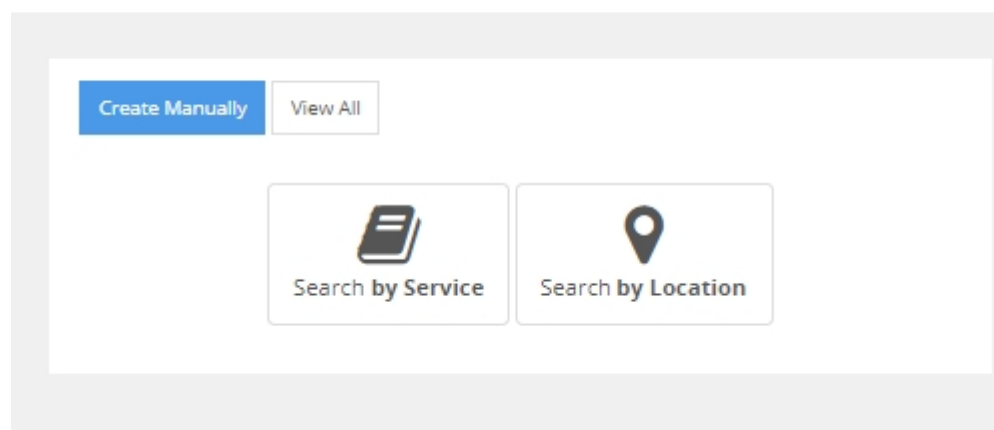 Create Manually
View All
Search by Service
Search by Location